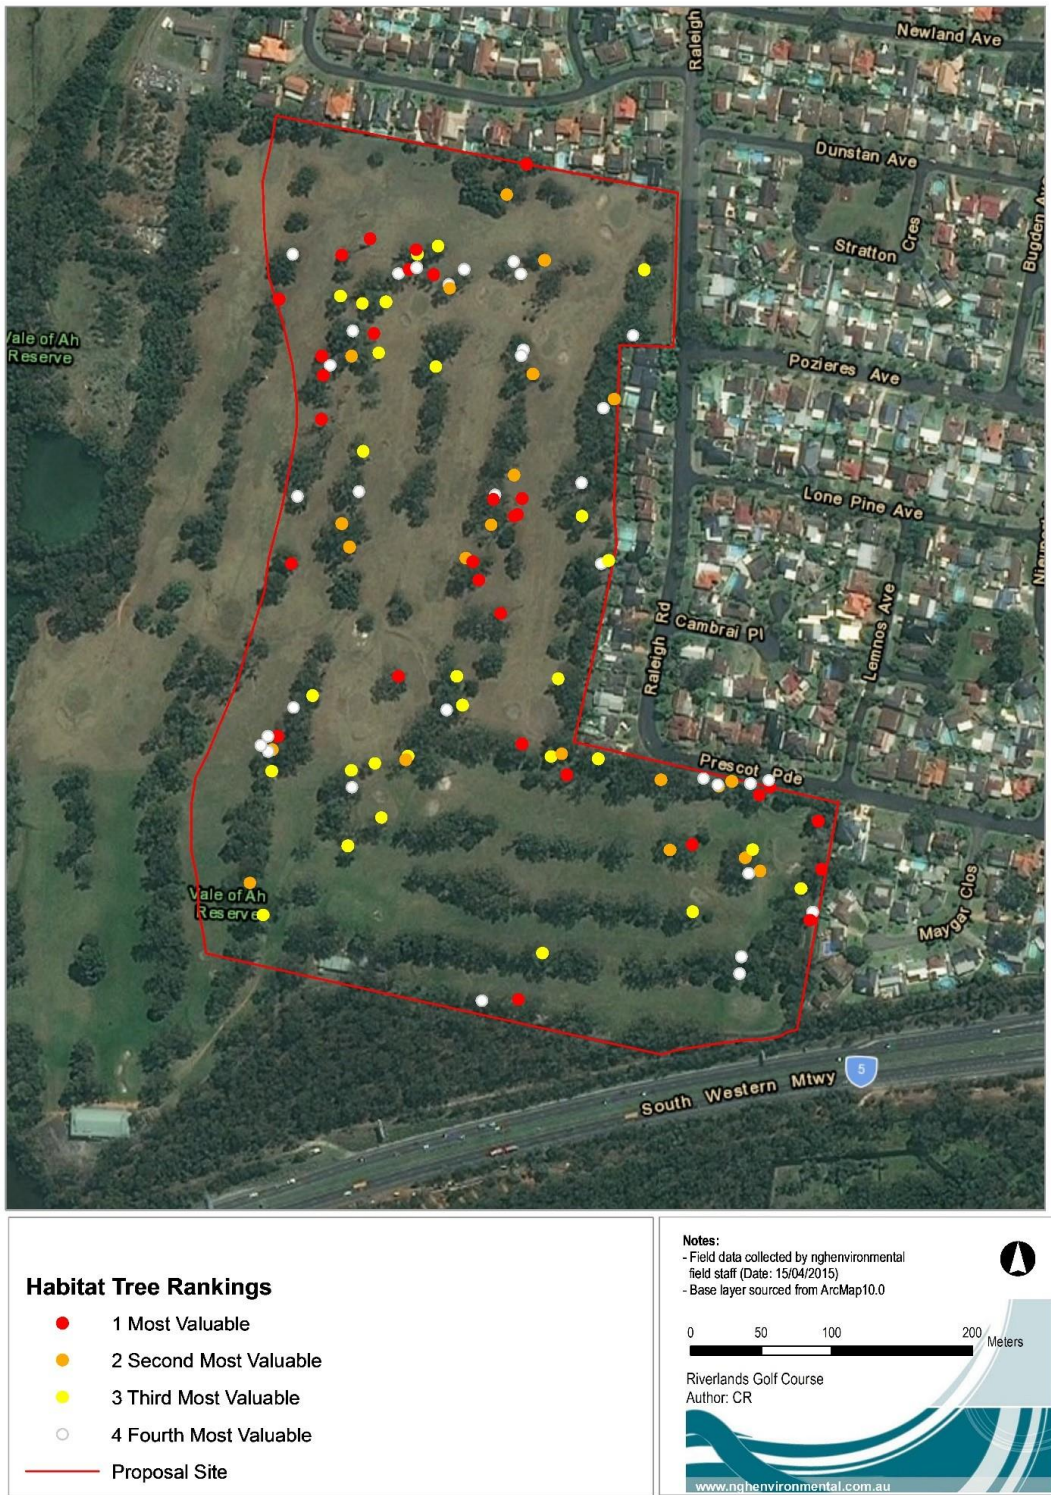 Newland Ave
Raleigh
Dunstan Ave
Stratton Cres
Bugden Ave
Vale of Ah
Reserve
Pozieres Ave
Lone Pine Ave
Raleigh Rd
Cambrai Pl
Lemnos Ave
Prescot Pde
Vale of Ah
Reserve
Maygar Clos
South Western Mtwy
5
Habitat Tree Rankings
1 Most Valuable
2 Second Most Valuable
3 Third Most Valuable
4 Fourth Most Valuable
Proposal Site
Notes:
- Field data collected by nghenvironmental
field staff (Date: 15/04/2015)
- Base layer sourced from ArcMap10.0
0 50 100 200 Meters
Riverlands Golf Course
Author: CR
www.nghenvironmental.com.au